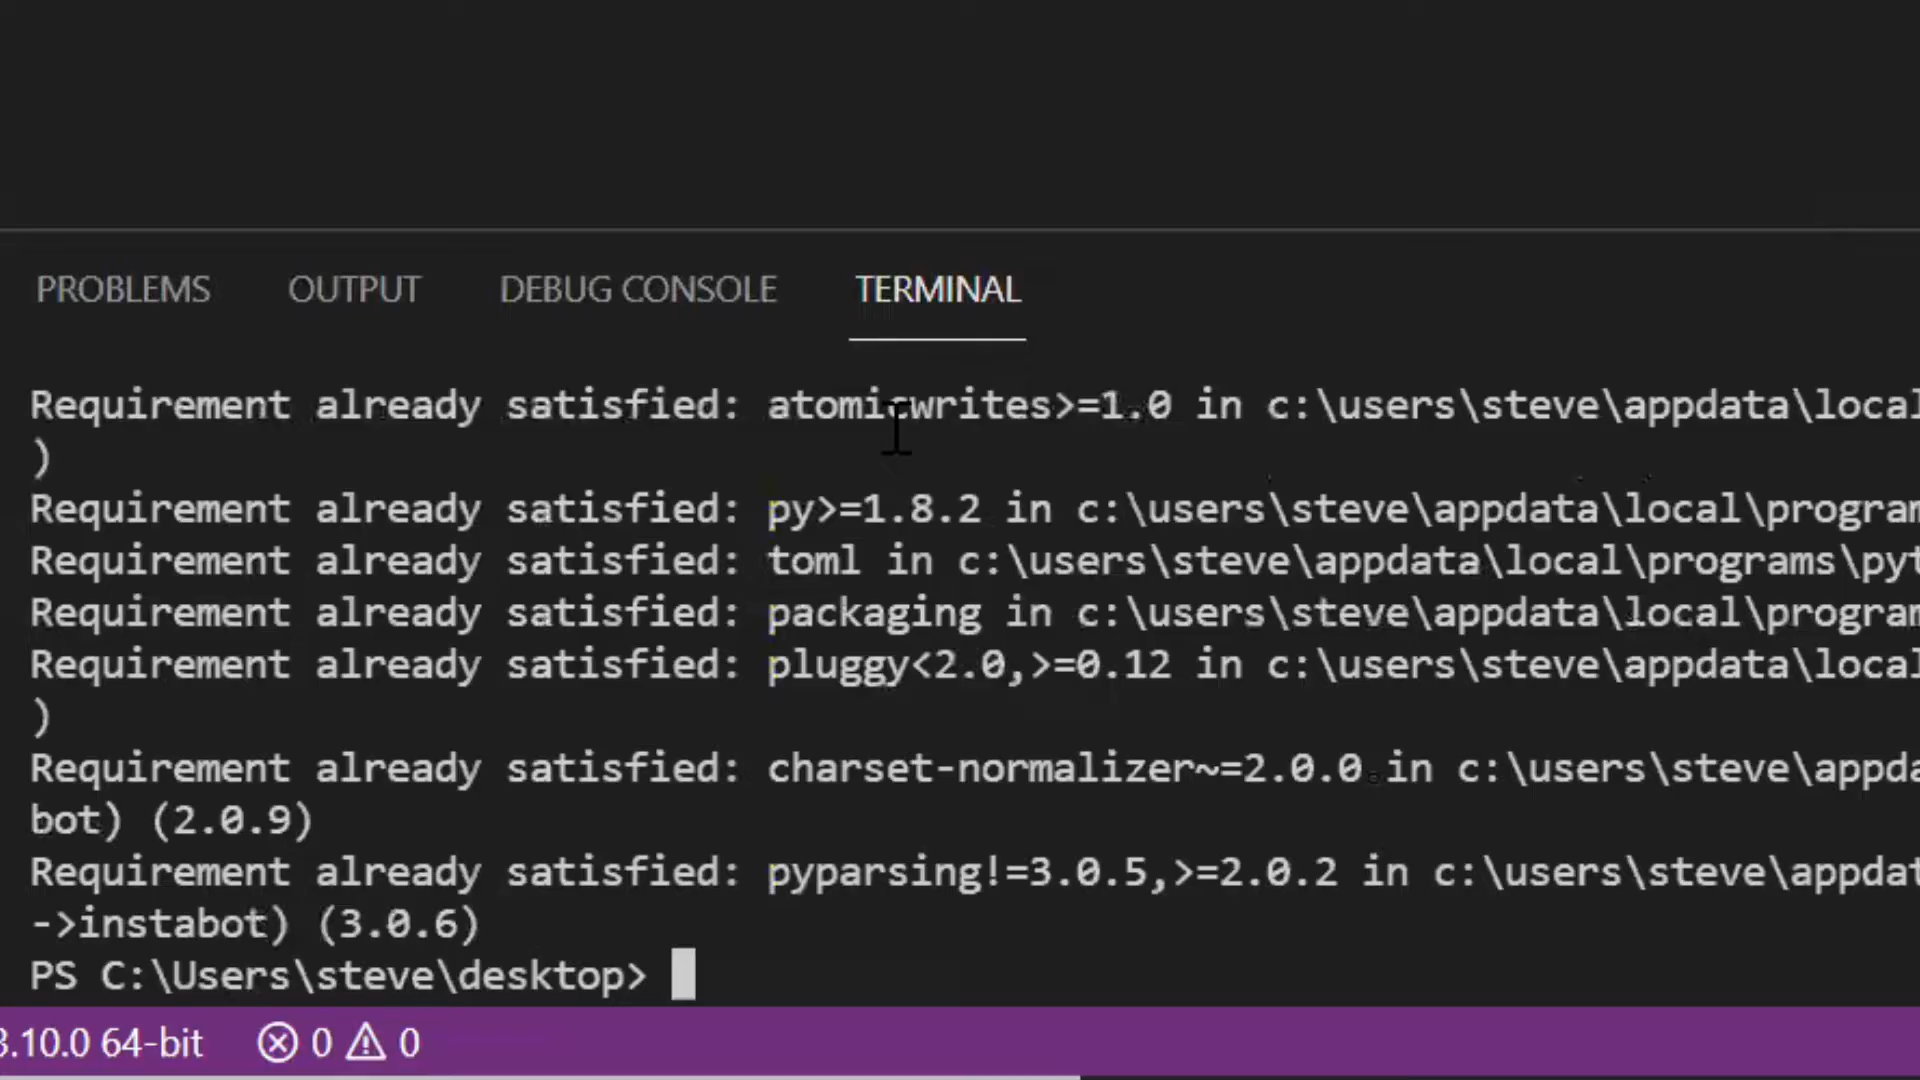 PROBLEMS OUTPUT DEBUG CONSOLE TERMINAL
Requirement already satisfied: atomicwrites>=1.0 in c:\users\steve\appdata\local
)
Requirement already satisfied: py>=1.8.2 in c:\users\steve\appdata\local\program
Requirement already satisfied: toml in c:\users\steve\appdata\local\programs\pyt
Requirement already satisfied: packaging in c:\users\steve\appdata\local\program
Requirement already satisfied: pluggy<2.0,>=0.12 in c:\users\steve\appdata\local
)
Requirement already satisfied: charset-normalizer~=2.0.0 in c:\users\steve\appda
bot) (2.0.9)
Requirement already satisfied: pyparsing!=3.0.5,>=2.0.2 in c:\users\steve\appdat
->instabot) (3.0.6)
PS C:\Users\steve\desktop>
3.10.0 64-bit 0 0